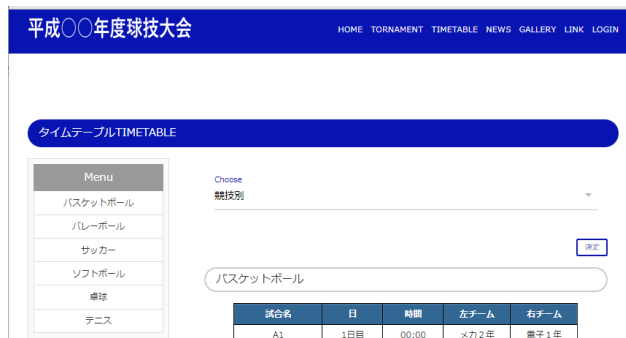 平成○○年度球技大会
HOME TORNAMENT TIMETABLE NEWS GALLERY LINK LOGIN
タイムテーブルTIMETABLE
Menu
バスケットボール
バレーボール
サッカー
ソフトボール
卓球
テニス
Choose
競技別
決定
バスケットボール
試合名 日 時間 左チーム 右チーム
A1 1日目 00:00 メカ2年 電子1年